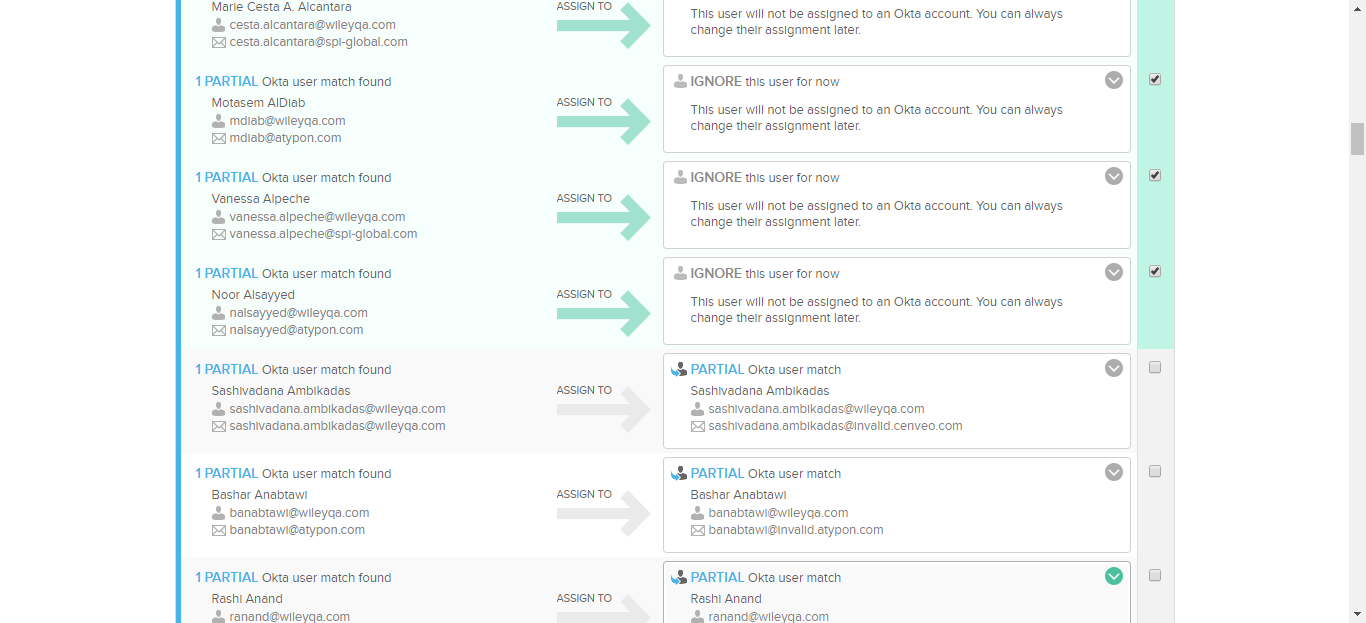 Marie Cesta A. Alcantara
cesta.alcantara@wileyqa.com
cesta.alcantara@spi-global.com
ASSIGN TO
This user will not be assigned to an Okta account. You can always
change their assignment later.
1 PARTIAL Okta user match found
Motasem AlDiab
mdiab@wileyqa.com
mdiab@atypon.com
ASSIGN TO
IGNORE this user for now
This user will not be assigned to an Okta account. You can always
change their assignment later.
1 PARTIAL Okta user match found
Vanessa Alpeche
vanessa.alpeche@wileyqa.com
vanessa.alpeche@spi-global.com
ASSIGN TO
IGNORE this user for now
This user will not be assigned to an Okta account. You can always
change their assignment later.
1 PARTIAL Okta user match found
Noor Alsayyed
nalsayyed@wileyqa.com
nalsayyed@atypon.com
ASSIGN TO
IGNORE this user for now
This user will not be assigned to an Okta account. You can always
change their assignment later.
1 PARTIAL Okta user match found
Sashivadana Ambikadas
sashivadana.ambikadas@wileyqa.com
sashivadana.ambikadas@wileyqa.com
ASSIGN TO
PARTIAL Okta user match
Sashivadana Ambikadas
sashivadana.ambikadas@wileyqa.com
sashivadana.ambikadas@invalid.cenveo.com
1 PARTIAL Okta user match found
Bashar Anabtawi
banabtawi@wileyqa.com
banabtawi@atypon.com
ASSIGN TO
PARTIAL Okta user match
Bashar Anabtawi
banabtawi@wileyqa.com
banabtawi@invalid.atypon.com
1 PARTIAL Okta user match found
Rashi Anand
ranand@wileyqa.com
ASSIGN TO
PARTIAL Okta user match
Rashi Anand
ranand@wileyqa.com